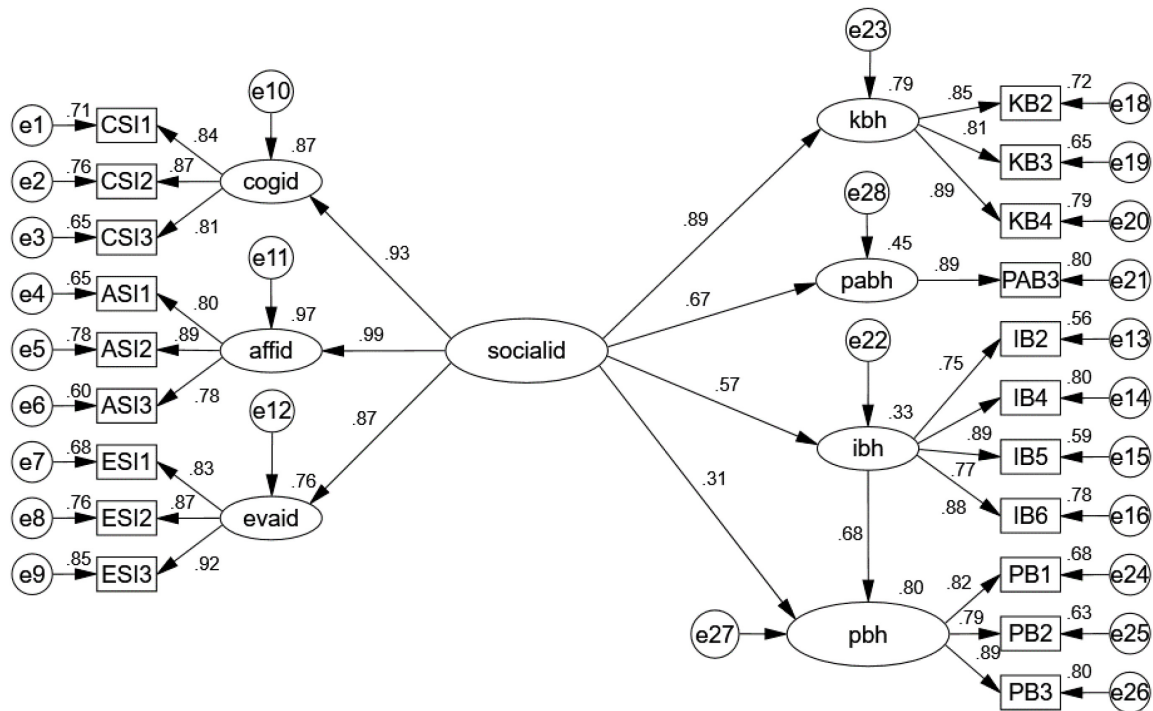 e23
e10
.79
.72
.71
.85
KB2
e18
e1
CSI1
.84
.87
kbh
.81
.65
KB3
e19
e2
.76
CSI2
.87
cogid
e28
.89
.79
KB4
e20
e3
.65
CSI3
.81
.89
.93
e11
.45
.80
e4
.65
ASI1
.80
.97
.67
pabh
.89
PAB3
e21
e5
.78
ASI2
.89
affid
.99
socialid
e22
.56
IB2
e13
.75
e6
.60
ASI3
.78
.57
.80
IB4
e14
e12
.33
.87
e7
.68
ESI1
.83
.76
ibh
.89
.59
IB5
e15
.77
.31
e8
.76
ESI2
.87
evaid
.88
.78
IB6
e16
e9
.85
ESI3
.92
.68
.68
PB1
e24
.80
.82
e27
pbh
.79
.63
PB2
e25
.89
.80
PB3
e26